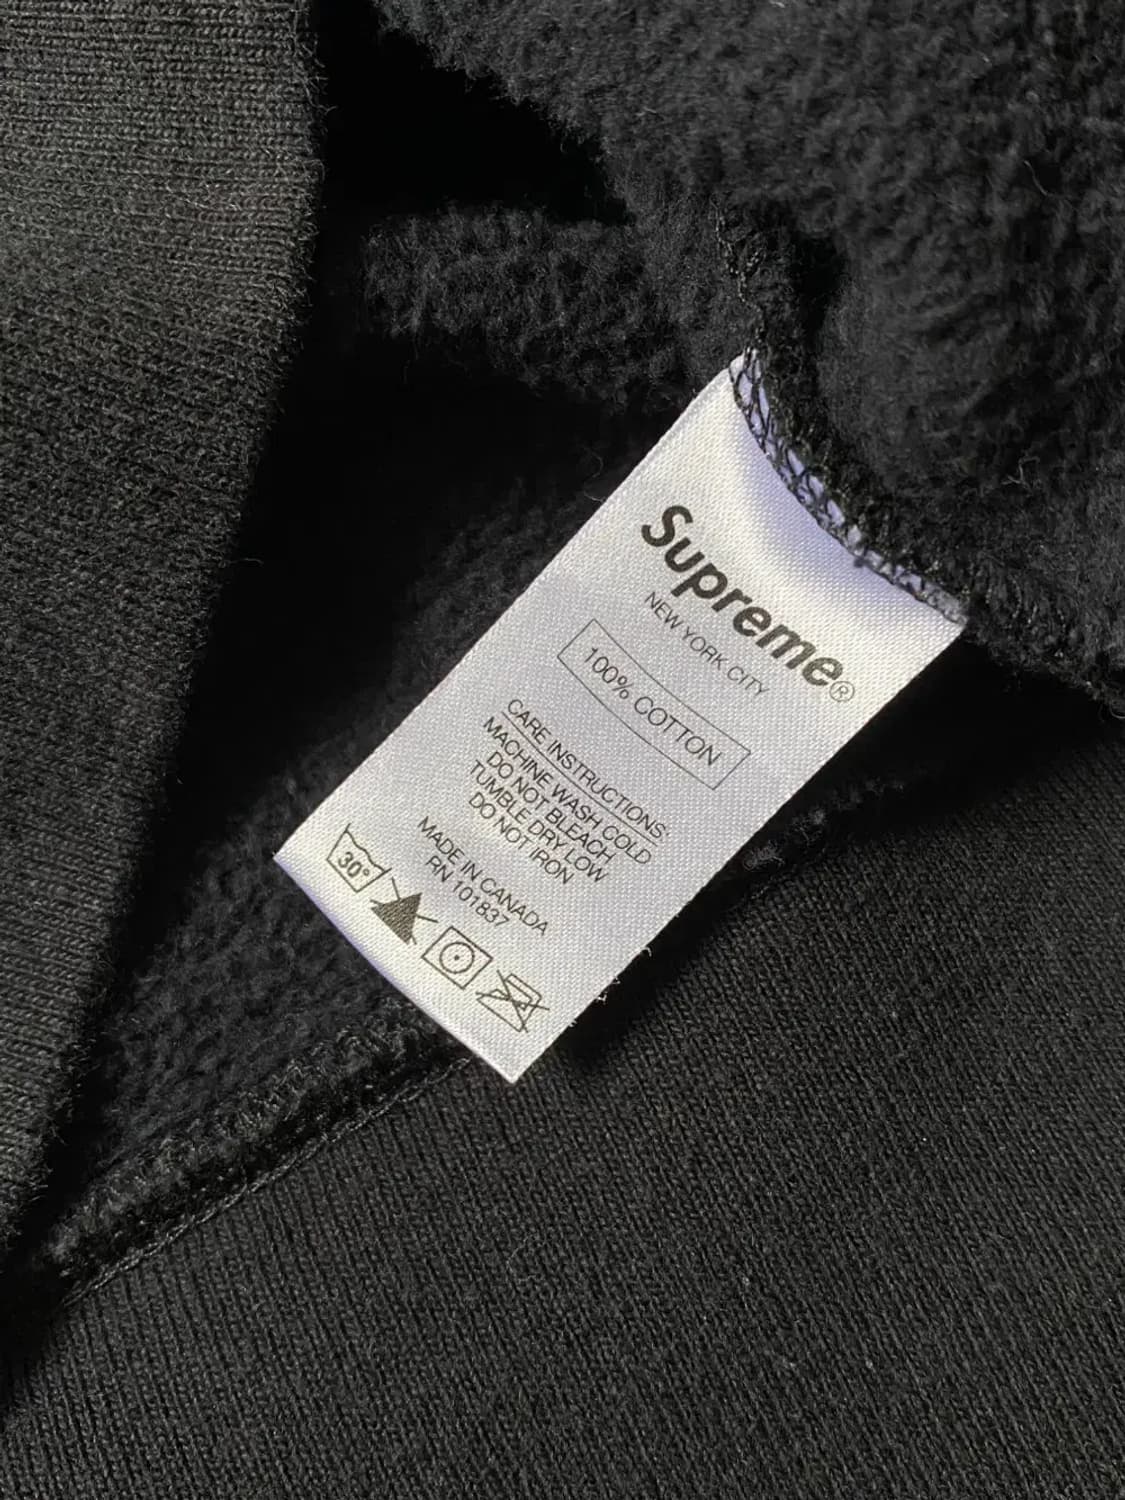 Supreme®
NEW YORK CITY
100% COTTON
CARE INSTRUCTIONS
MACHINE WASH COLD
DO NOT BLEACH
TUMBLE DRY LOW
DO NOT IRON
MADE IN CANADA
RN 101837
30°